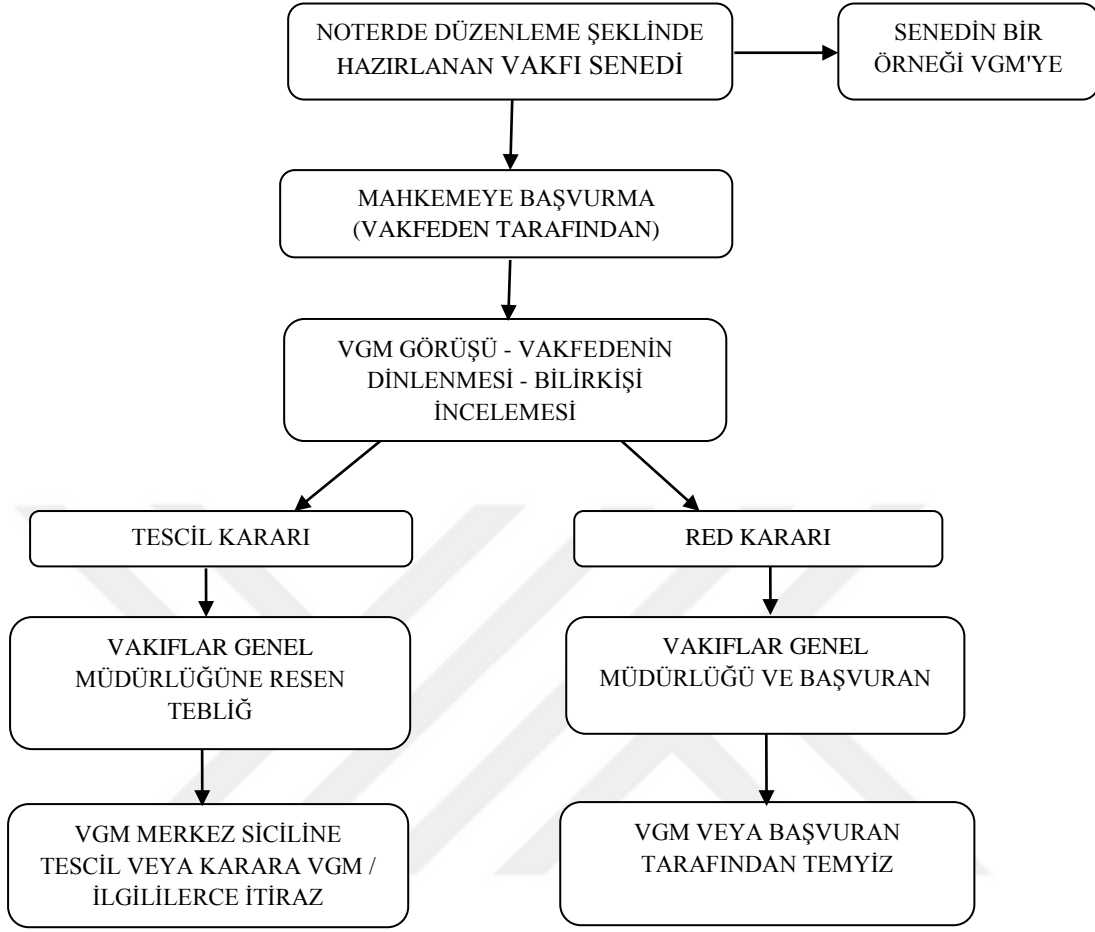 NOTERDE DÜZENLEME ŞEKLİNDE
HAZIRLANAN VAKFI SENEDİ
SENEDİN BİR
ÖRNEĞİ VGM'YE
MAHKEMEYE BAŞVURMA
(VAKFEDEN TARAFINDAN)
VGM GÖRÜŞÜ - VAKFEDENİN
DİNLENMESİ - BİLİRKİŞİ
İNCELEMESİ
TESCİL KARARI
RED KARARI
VAKIFLAR GENEL
MÜDÜRLÜĞÜNE RESEN
TEBLİĞ
VAKIFLAR GENEL
MÜDÜRLÜĞÜ VE BAŞVURAN
VGM MERKEZ SİCİLİNE
TESCİL VEYA KARARA VGM /
İLGİLİLERCE İTİRAZ
VGM VEYA BAŞVURAN
TARAFINDAN TEMYİZ